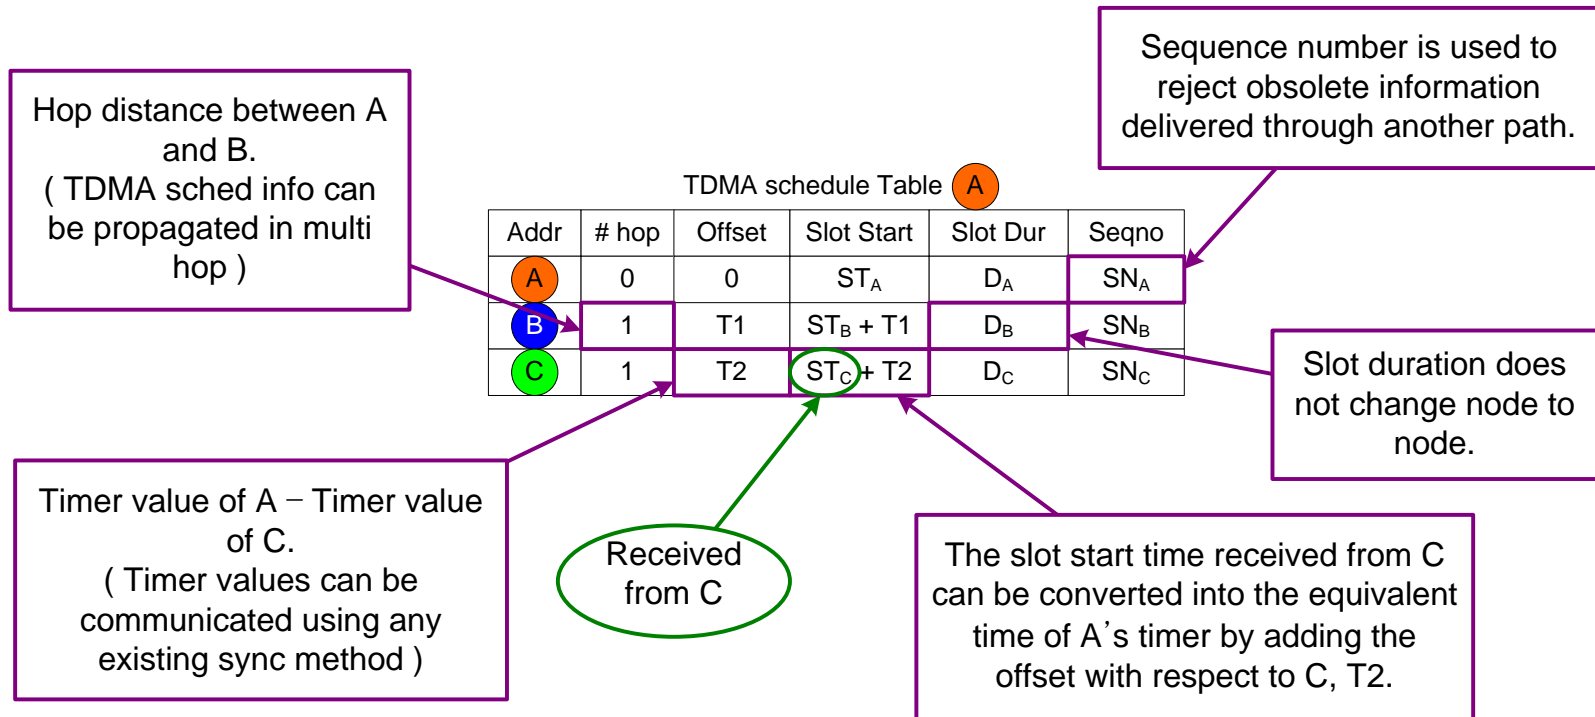 Sequence number is used to
reject obsolete information
delivered through another path.
Hop distance between A
and B.
( TDMA sched info can
be propagated in multi
hop )
TDMA schedule Table A
Addr # hop Offset Slot Start Slot Dur Seqno
A 0 0 STA DA SNA
B 1 T1 STB + T1 DB SNB
C 1 T2 STC + T2 DC SNC
Slot duration does
not change node to
node.
Timer value of A – Timer value
of C.
( Timer values can be
communicated using any
existing sync method )
Received
from C
The slot start time received from C
can be converted into the equivalent
time of A’s timer by adding the
offset with respect to C, T2.